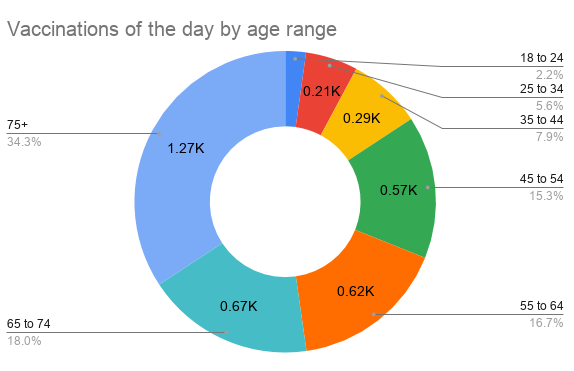 Vaccinations of the day by age range
18 to 24
2.2%
25 to 34
5.6%
35 to 44
7.9%
45 to 54
15.3%
55 to 64
16.7%
65 to 74
18.0%
75+
34.3%
0.21K
0.29K
0.57K
0.62K
0.67K
1.27K